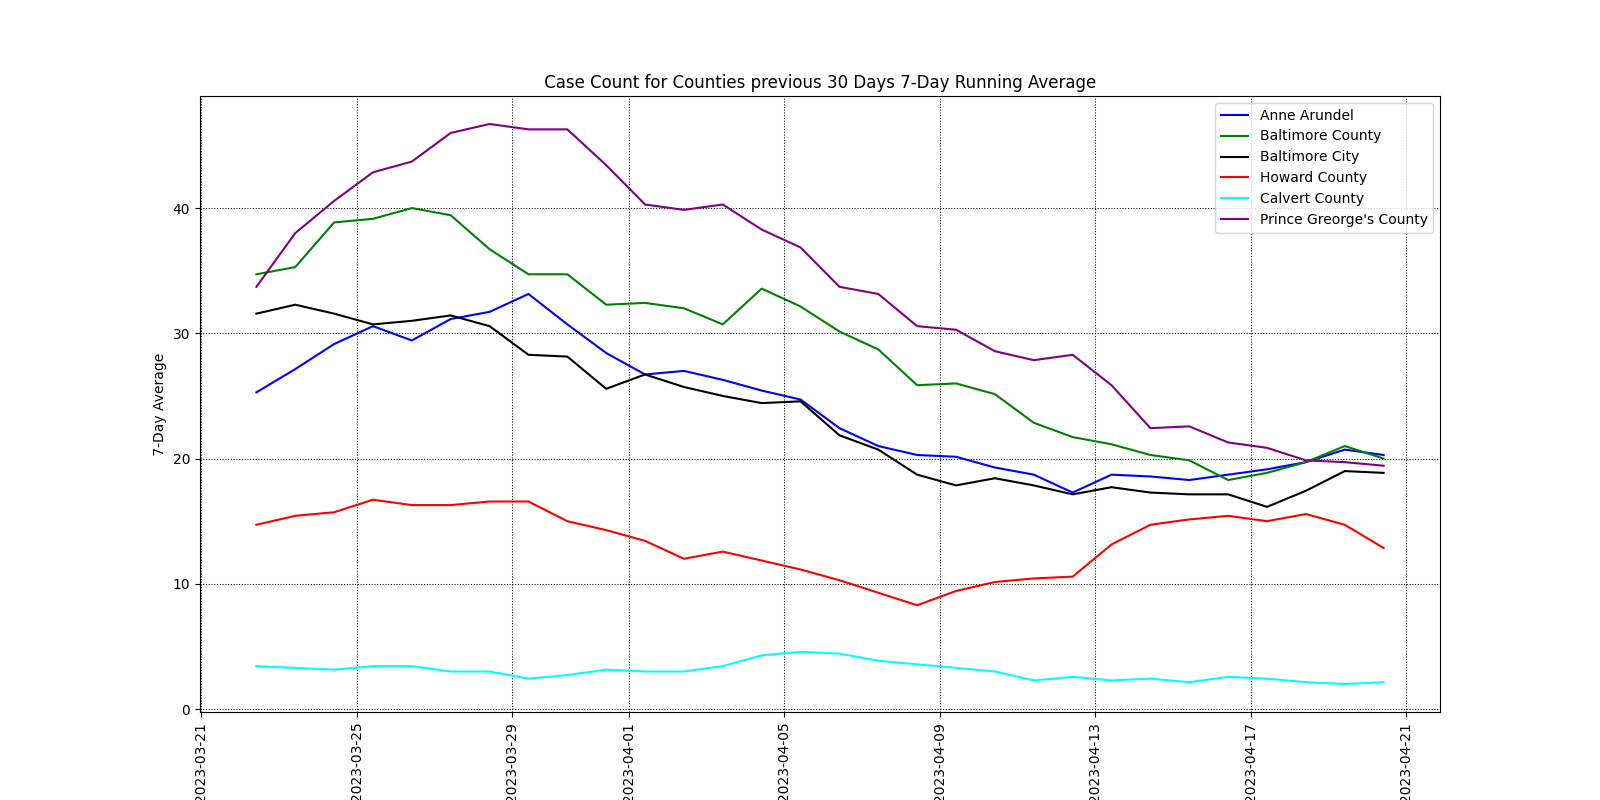 Case Count for Counties previous 30 Days 7-Day Running Average
Anne Arundel
Baltimore County
Baltimore City
Howard County
Calvert County
Prince Greorge's County
7-Day Average
40
30
20
10
0
2023-03-21
2023-03-25
2023-03-29
2023-04-01
2023-04-05
2023-04-09
2023-04-13
2023-04-17
2023-04-21